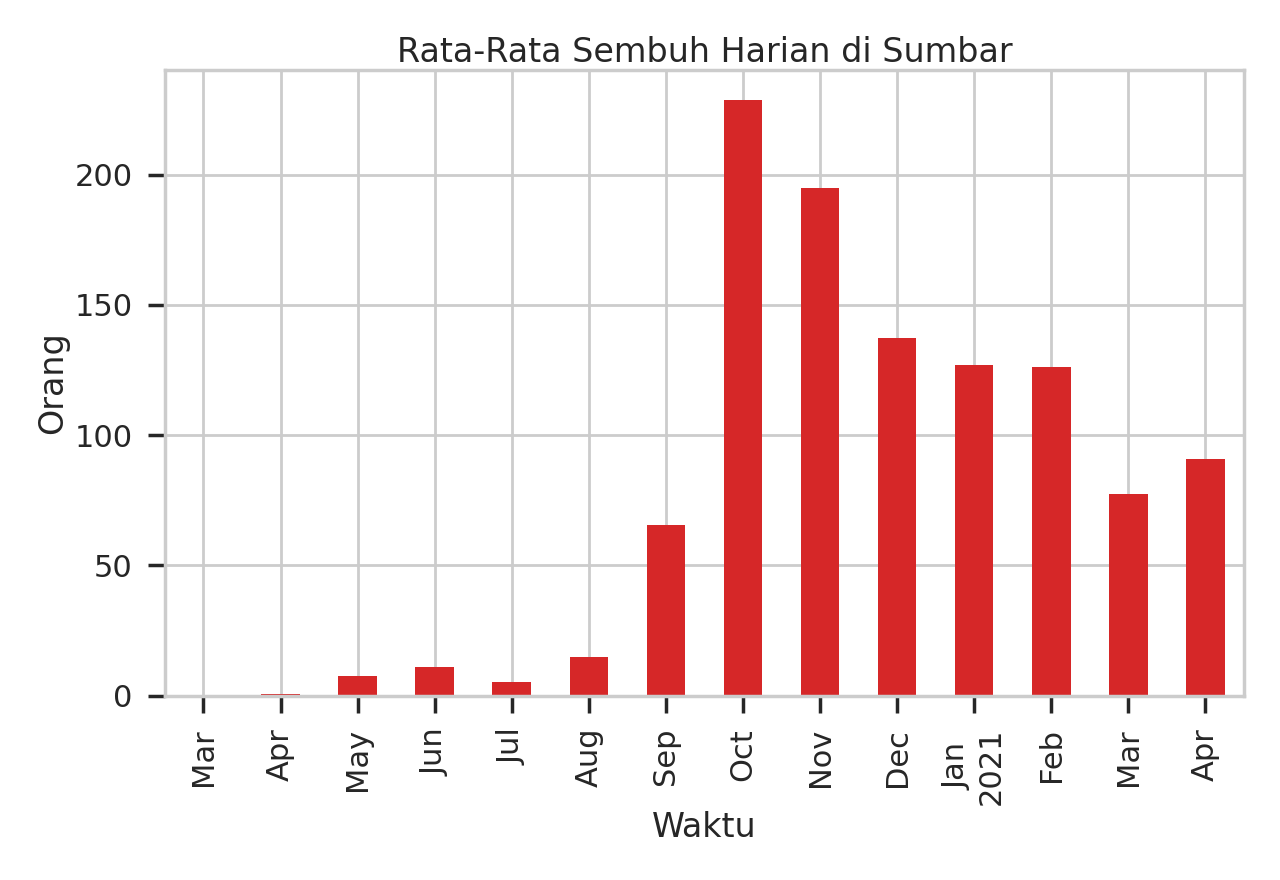 Rata-Rata Sembuh Harian di Sumbar
200
150
100
50
0
Orang
Mar
Apr
May
Jun
Jul
Aug
Sep
Oct
Nov
Dec
Jan
2021
Feb
Mar
Apr
Waktu